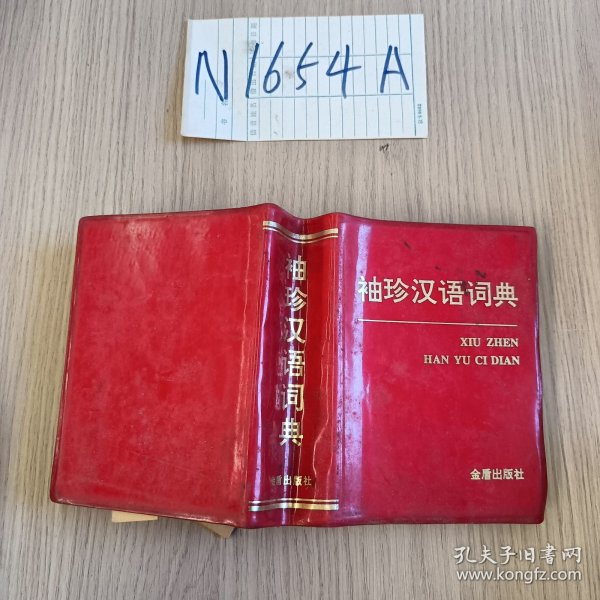 N1654A
袖珍汉语词典
金盾出版社
袖珍汉语词典
XIU ZHEN
HAN YU CI DIAN
金盾出版社
孔夫子旧书网
www.kongfz.com